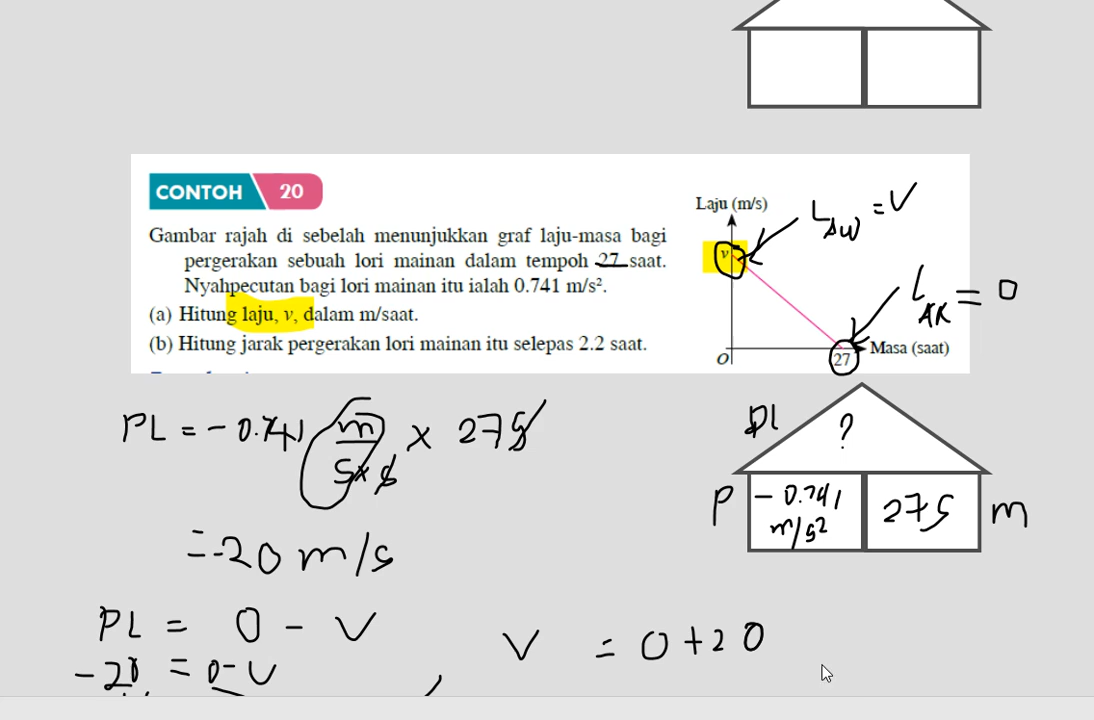 CONTOH 20
Gambar rajah di sebelah menunjukkan graf laju-masa bagi
pergerakan sebuah lori mainan dalam tempoh 27 saat.
Nyahpecutan bagi lori mainan itu ialah 0.741 m/s².
(a) Hitung laju, v, dalam m/saat.
(b) Hitung jarak pergerakan lori mainan itu selepas 2.2 saat.
Laju (m/s)
v
O
27
Masa (saat)
L AW = V
L AK = 0
PL = - 0.741 m/s×s × 27s
= -20 m/s
PL = 0 - V
-20 = 0-V
V = 0+20
PL
?
P
- 0.741
m/s²
27s
m